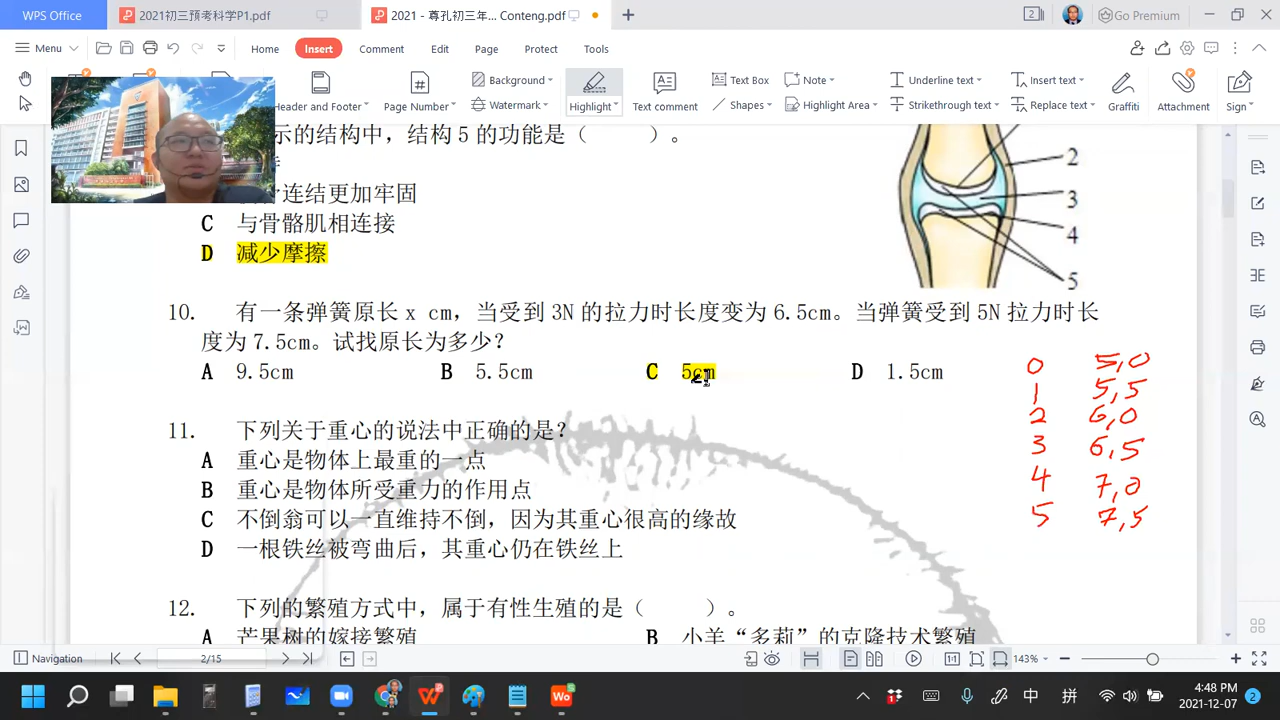 WPS Office
2021初三预考科学P1.pdf
2021 - 尊孔初三年... Conteng.pdf
2
Go Premium
Menu
Home
Insert
Comment
Edit
Page
Protect
Tools
Header and Footer
Page Number
Background
Watermark
Highlight
Text comment
Text Box
Shapes
Note
Highlight Area
Underline text
Strikethrough text
Insert text
Replace text
Graffiti
Attachment
Sign
示的结构中，结构 5 的功能是（ ）。
连结更加牢固
C 与骨骼肌相连接
D 减少摩擦
2
3
4
5
10. 有一条弹簧原长 x cm，当受到 3N 的拉力时长度变为 6.5cm。当弹簧受到 5N 拉力时长
度为 7.5cm。试找原长为多少？
A 9.5cm B 5.5cm C 5cm D 1.5cm
0 5,0
1 5,5
2 6,0
3 6,5
4 7,0
5 7,5
11. 下列关于重心的说法中正确的是？
A 重心是物体上最重的一点
B 重心是物体所受重力的作用点
C 不倒翁可以一直维持不倒，因为其重心很高的缘故
D 一根铁丝被弯曲后，其重心仍在铁丝上
12. 下列的繁殖方式中，属于有性生殖的是（ ）。
A 芒果树的嫁接繁殖 B 小羊“多莉”的克隆技术繁殖
Navigation
2/15
143%
中
拼
4:48 PM
2021-12-07
2